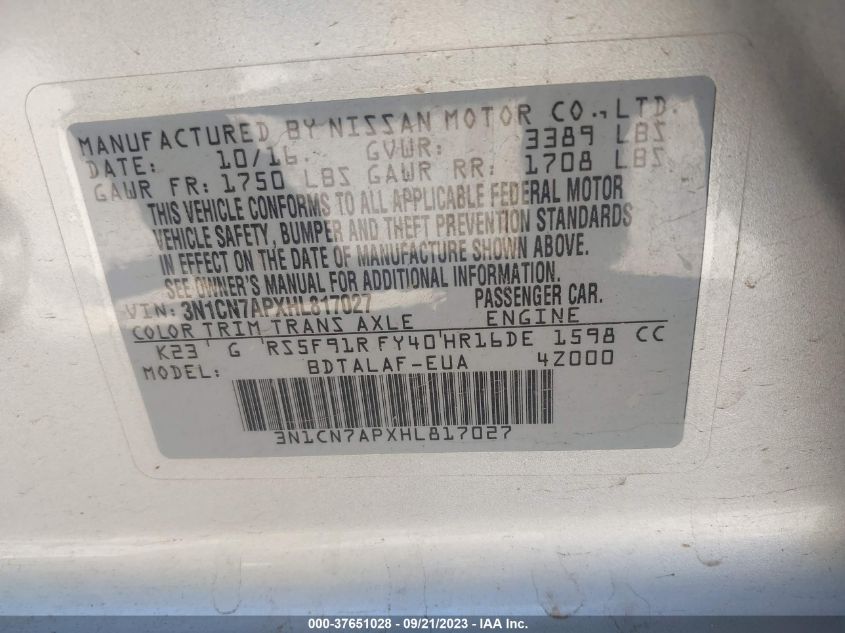 MANUFACTURED BY NISSAN MOTOR CO., LTD.
DATE: 10/16 GVWR: 3389 LBS
GAWR FR: 1750 LBS GAWR RR: 1708 LBS
THIS VEHICLE CONFORMS TO ALL APPLICABLE FEDERAL MOTOR
VEHICLE SAFETY, BUMPER AND THEFT PREVENTION STANDARDS
IN EFFECT ON THE DATE OF MANUFACTURE SHOWN ABOVE.
SEE OWNER'S MANUAL FOR ADDITIONAL INFORMATION.
VIN: 3N1CN7APXHL817027 PASSENGER CAR.
COLOR TRIM TRANS AXLE ENGINE
K23 G RS5F91R FY40 HR16DE 1598 CC
MODEL: BDTALAF-EUA 4Z000
3N1CN7APXHL817027
000-37651028 - 09/21/2023 - IAA Inc.